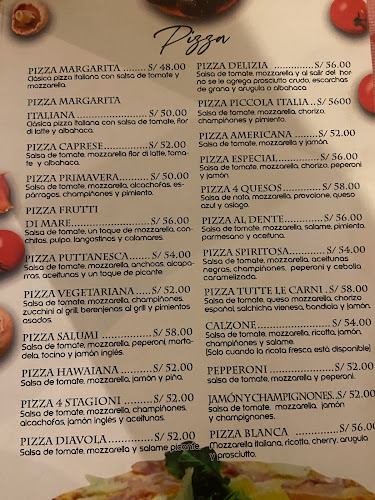 Pizza
PIZZA MARGARITA ........ S/ 48.00
Clásica pizza italiana con salsa de tomate y
mozzarella.
PIZZA MARGARITA
ITALIANA ..................... S/ 50.00
Clásica pizza italiana con salsa de tomate, flor
di latte y albahaca.
PIZZA CAPRESE ............... S/ 52.00
Salsa de tomate, mozzarella flor di latte, toma-
te y albahaca.
PIZZA PRIMAVERA.......... S/ 50.00
Salsa de tomate, mozzarella, alcachofas, es-
párrages, champiñones y pimiento.
PIZZA FRUTTI
DI MARE........................ S/ 56.00
Salsa de tomate, un toque de mozzarella, con-
chitas, pulpo, langostinos y calamares.
PIZZA PUTTANESCA ....... S/ 54.00
Salsa de tomate, mozzarella, anchoas, alcapa-
rras, aceitunas y un toque de picante.
PIZZA VEGETARIANA ..... S/ 52.00
Salsa de tomate, mozzarella, champiñones,
zucchini al grill, berenjenas al grill y pimientos
asados.
PIZZA SALUMI ............... S/ 58.00
Salsa de tomate, mozzarella, peperoni, morta-
dela, tocino y jamón inglés.
PIZZA HAWAIANA .......... S/ 52.00
Salsa de tomate, mozzarella, jamón y piña.
PIZZA 4 STAGIONI .......... S/ 52.00
Salsa de tomate, mozzarella, champiñones,
alcachofas, jamón inglés y aceitunas.
PIZZA DIAVOLA .............. S/ 52.00
Salsa de tomate, mozzarella y salame picante.
PIZZA DELIZIA .............. S/ 56.00
Salsa de tomate, mozzarella y al salir del hor
no se le agrega prosciutto crudo, escarchas
de grana y arugula o albahaca.
PIZZA PICCOLA ITALIA .. S/ 5600
Salsa de tomate, mozzarella, chorizo,
champiñones y pimiento.
PIZZA AMERICANA ........ S/ 52.00
Salsa de tomate, mozzarella y jamón.
PIZZA ESPECIAL............. S/ 56.00
Salsa de tomate, mozzarella, chorizo, peperoni
y jamón
PIZZA 4 QUESOS............. S/ 58.00
Salsa de nata, mozzarella, provolone, queso
azul y asiago.
PIZZA AL DENTE............ S/ 56.00
Salsa de tomate, mozzarella, salame, pimiento,
parmesano y aceituna.
PIZZA SPIRITOSA............ S/ 54.00
Salsa de tomate, mozzarella, aceitunas
negras, champiñones, peperoni y cebolla
caramelizada.
PIZZA TUTTE LE CARNI . S/ 58.00
Salsa de tomate, queso mozzarella, chorizo
español, salchicha vienesa, bondiola y jamón.
CALZONE ..................... S/ 54.00
Salsa de tomate, mozzarella, ricotta, jamón,
champiñones y salame.
(Solo cuando la ricota fresca está disponible)
PEPPERONI ................... S/ 52.00
Salsa de tomate, mozzarella y peperoni.
JAMÓN Y CHAMPIGNONES. S/ 52.00
salsa de tomate, mozzarella, jamón
y champignones.
PIZZA BLANCA .............. S/ 56.00
Mozzarella italiana, ricotta, cherry, arugula
y prosciutto.